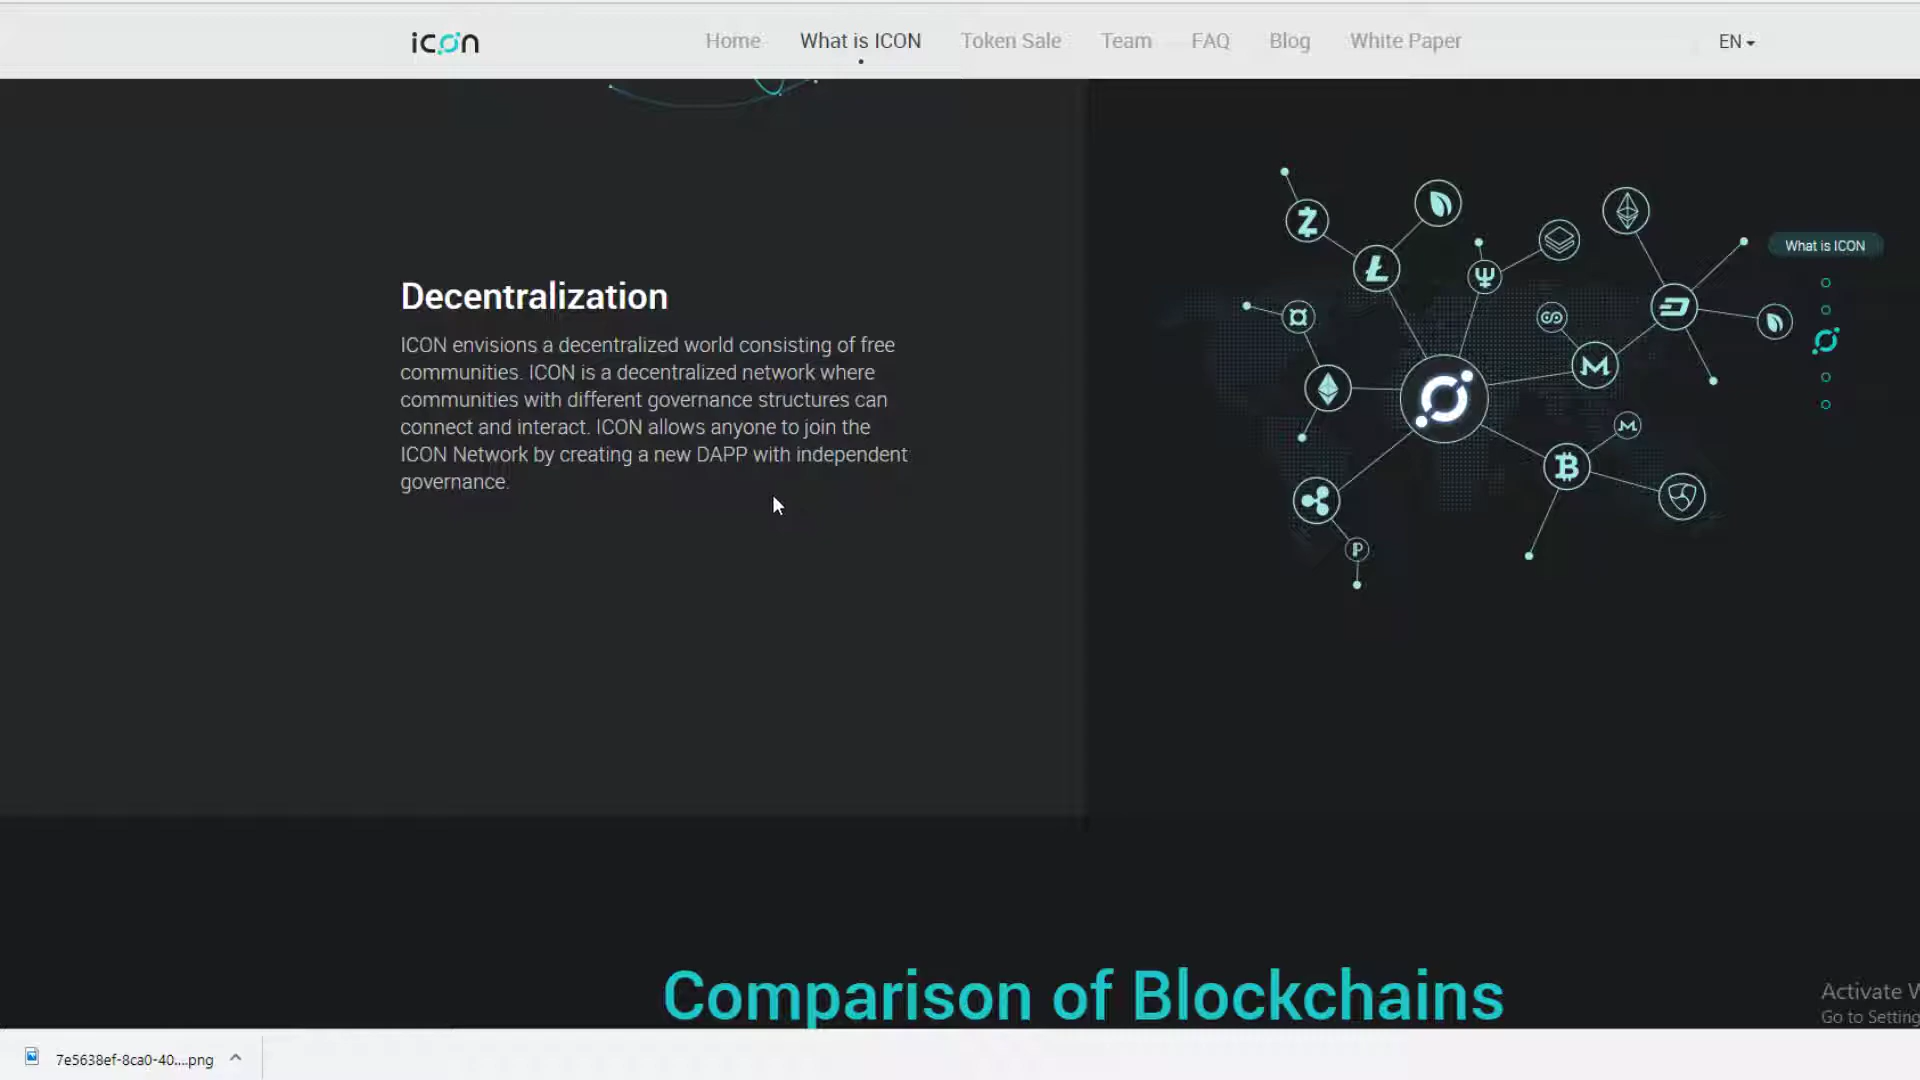 icon
Home What is ICON Token Sale Team FAQ Blog White Paper EN
What is ICON
Decentralization
ICON envisions a decentralized world consisting of free
communities. ICON is a decentralized network where
communities with different governance structures can
connect and interact. ICON allows anyone to join the
ICON Network by creating a new DAPP with independent
governance.
Comparison of Blockchains
Activate W
Go to Setting
7e5638ef-8ca0-40....png